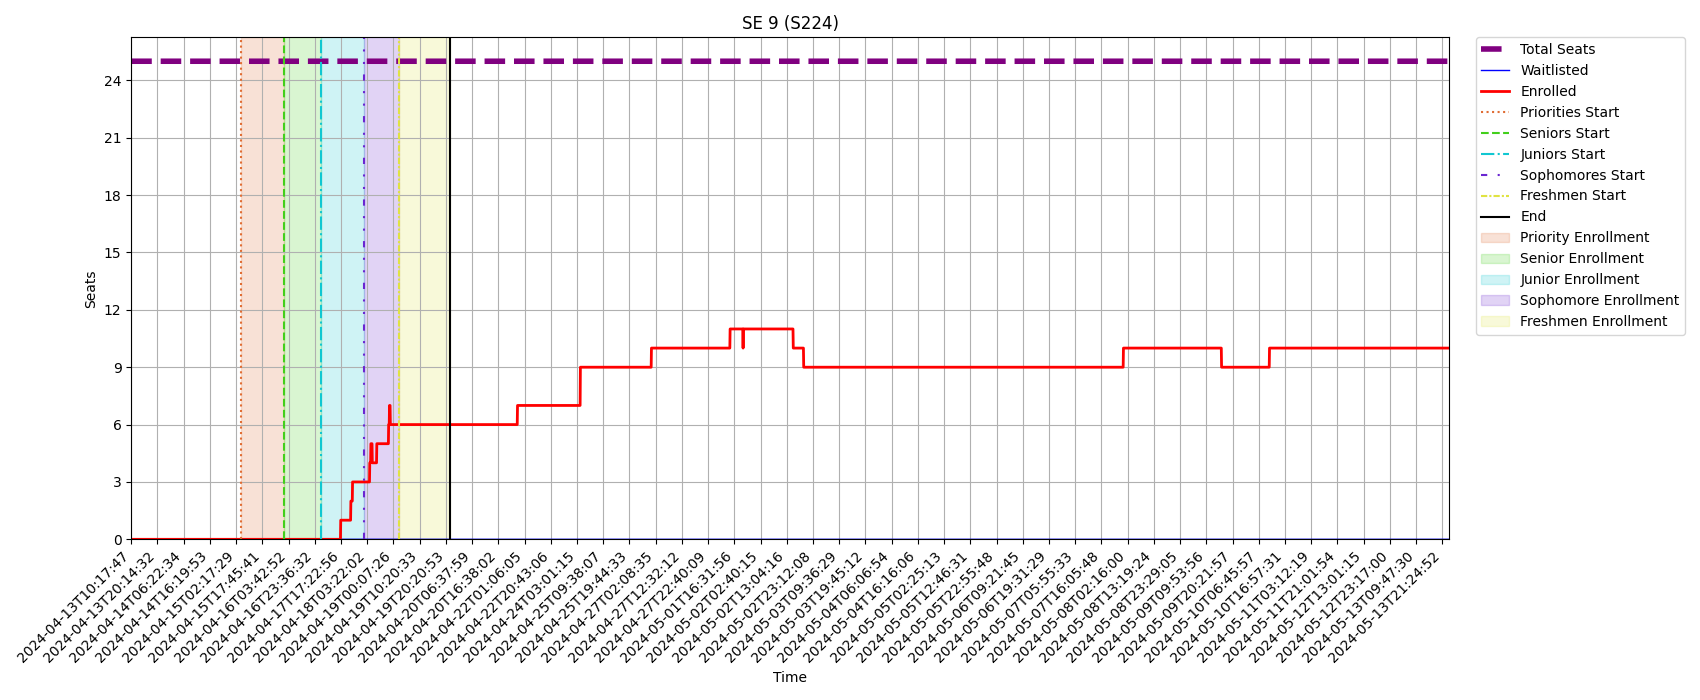 SE 9 (S224)
Seats
24
21
18
15
12
9
6
3
0
2024-04-13T10:17:47
2024-04-13T20:14:32
2024-04-14T06:22:34
2024-04-14T16:19:53
2024-04-15T02:17:29
2024-04-15T17:45:41
2024-04-16T03:42:52
2024-04-16T23:36:32
2024-04-17T17:22:56
2024-04-18T03:22:02
2024-04-19T00:07:26
2024-04-19T10:20:33
2024-04-19T20:20:53
2024-04-20T06:37:59
2024-04-20T16:38:02
2024-04-22T01:06:05
2024-04-22T20:43:06
2024-04-24T03:01:15
2024-04-25T09:38:07
2024-04-25T19:44:33
2024-04-27T02:08:35
2024-04-27T12:32:12
2024-04-27T22:40:09
2024-05-01T16:31:56
2024-05-02T02:40:15
2024-05-02T13:04:16
2024-05-02T23:12:08
2024-05-03T09:36:29
2024-05-03T19:45:12
2024-05-04T06:06:54
2024-05-04T16:16:06
2024-05-05T02:25:13
2024-05-05T12:46:31
2024-05-05T22:55:48
2024-05-06T09:21:45
2024-05-06T19:31:29
2024-05-07T05:55:33
2024-05-07T16:05:48
2024-05-08T02:16:00
2024-05-08T13:19:24
2024-05-08T23:29:05
2024-05-09T09:53:56
2024-05-09T20:21:57
2024-05-10T06:45:57
2024-05-10T16:57:31
2024-05-11T03:12:19
2024-05-11T21:01:54
2024-05-12T13:01:15
2024-05-12T23:17:00
2024-05-13T09:47:30
2024-05-13T21:24:52
Time
Total Seats
Waitlisted
Enrolled
Priorities Start
Seniors Start
Juniors Start
Sophomores Start
Freshmen Start
End
Priority Enrollment
Senior Enrollment
Junior Enrollment
Sophomore Enrollment
Freshmen Enrollment